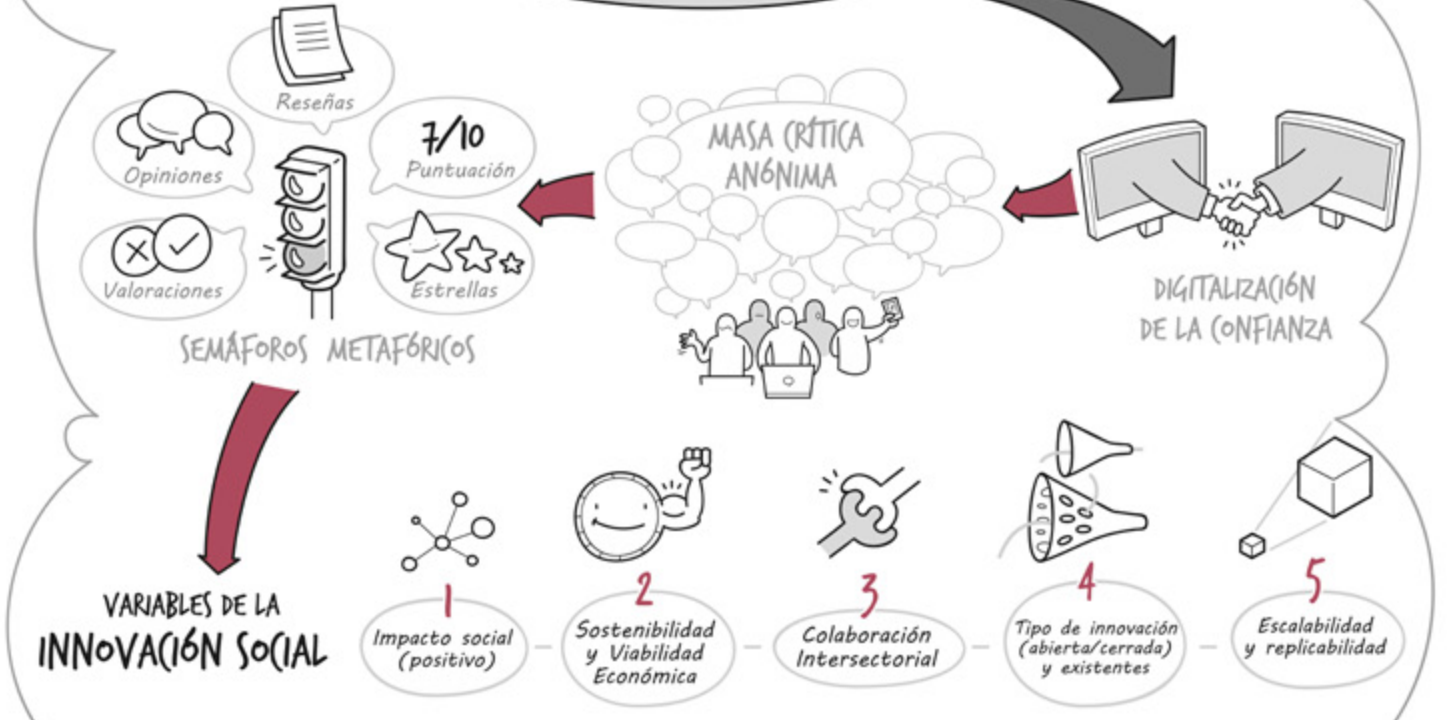 Reseñas
Opiniones
7/10
Puntuación
Valoraciones
Estrellas
SEMÁFOROS METAFÓRICOS
MASA CRÍTICA
ANÓNIMA
DIGITALIZACIÓN
DE LA CONFIANZA
VARIABLES DE LA
INNOVACIÓN SOCIAL
1
Impacto social
(positivo)
2
Sostenibilidad
y Viabilidad
Económica
3
Colaboración
Intersectorial
4
Tipo de innovación
(abierta/cerrada)
y existentes
5
Escalabilidad
y replicabilidad